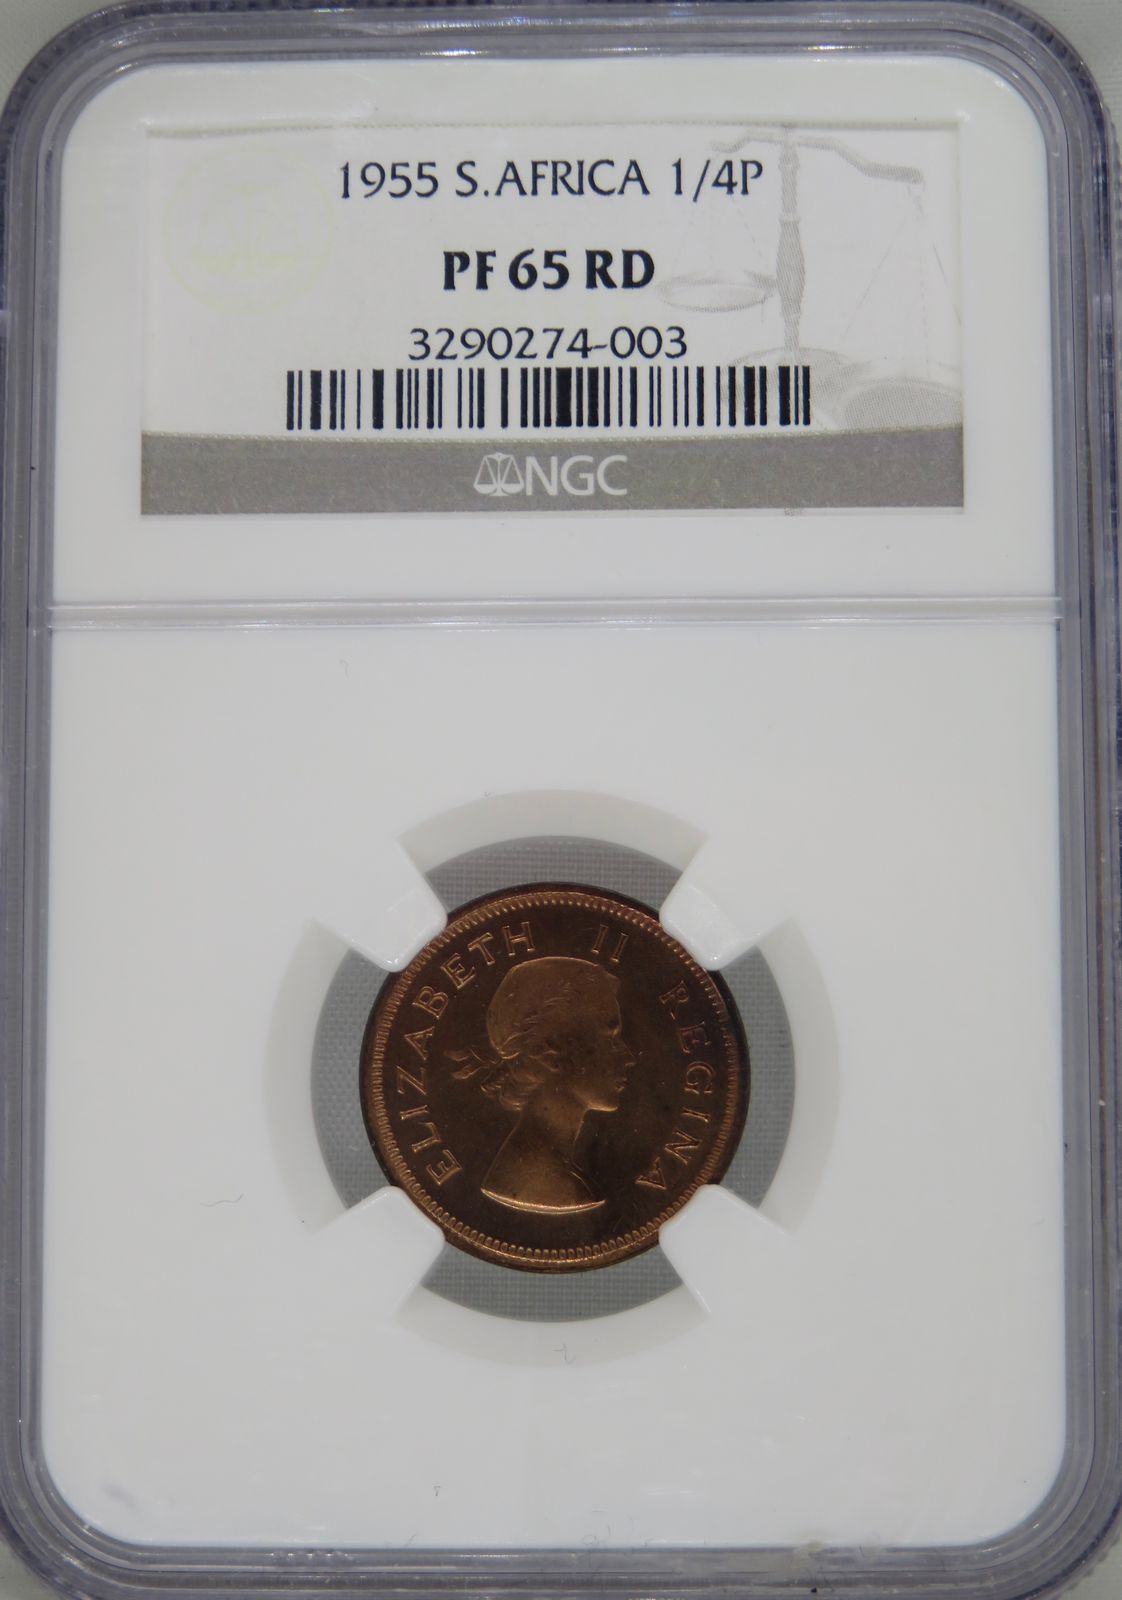 1955 S.AFRICA 1/4P
PF 65 RD
3290274-003
NGC
ELIZABETH II REGINA